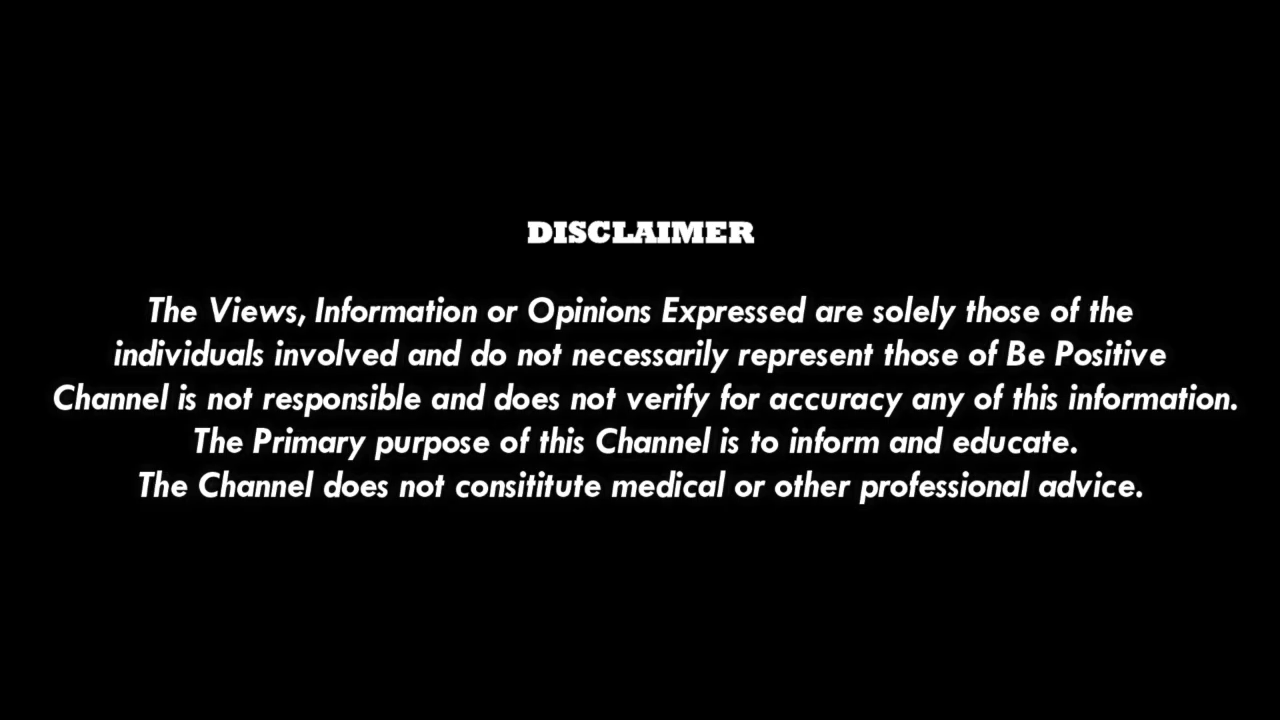 DISCLAIMER
The Views, Information or Opinions Expressed are solely those of the
individuals involved and do not necessarily represent those of Be Positive
Channel is not responsible and does not verify for accuracy any of this information.
The Primary purpose of this Channel is to inform and educate.
The Channel does not consititute medical or other professional advice.